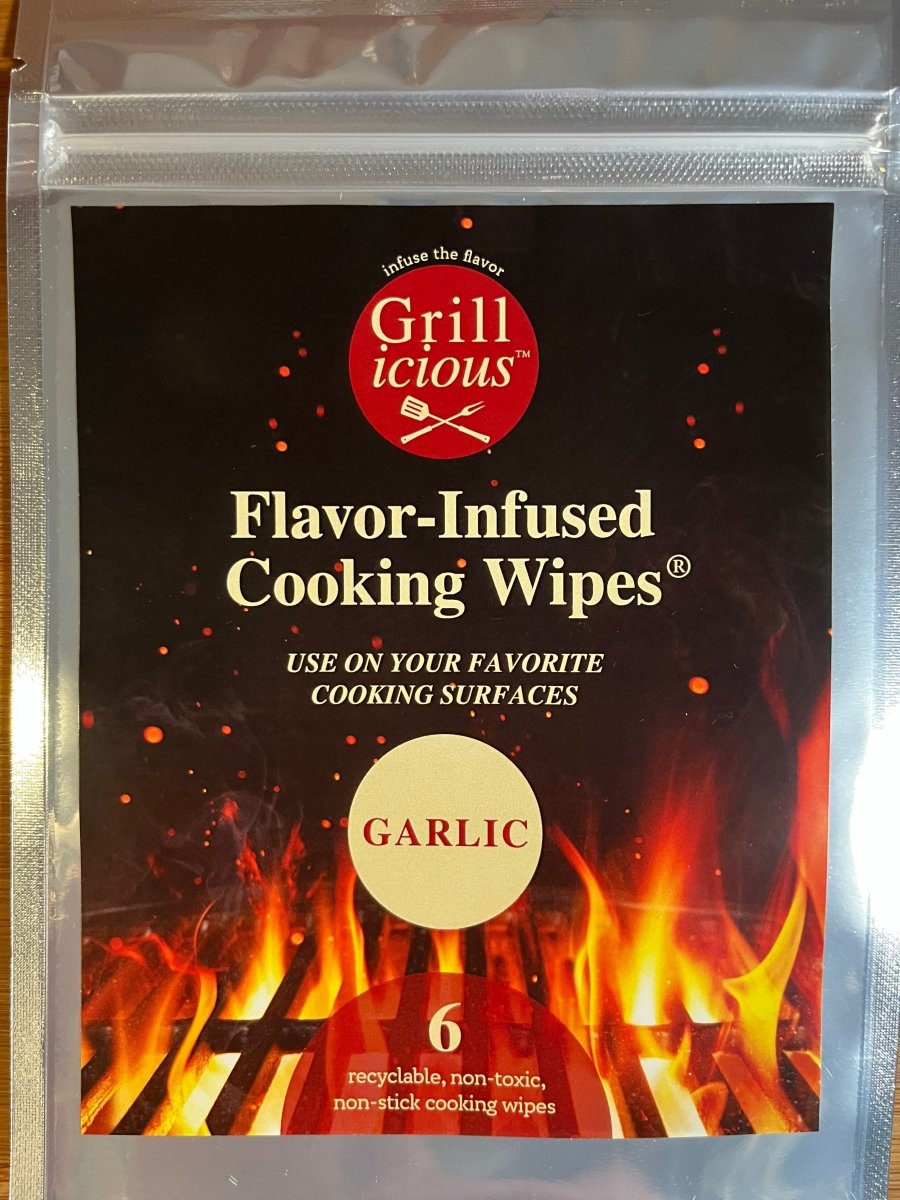 infuse the flavor
Grill
icious™
Flavor-Infused
Cooking Wipes®
USE ON YOUR FAVORITE
COOKING SURFACES
GARLIC
6
recyclable, non-toxic,
non-stick cooking wipes